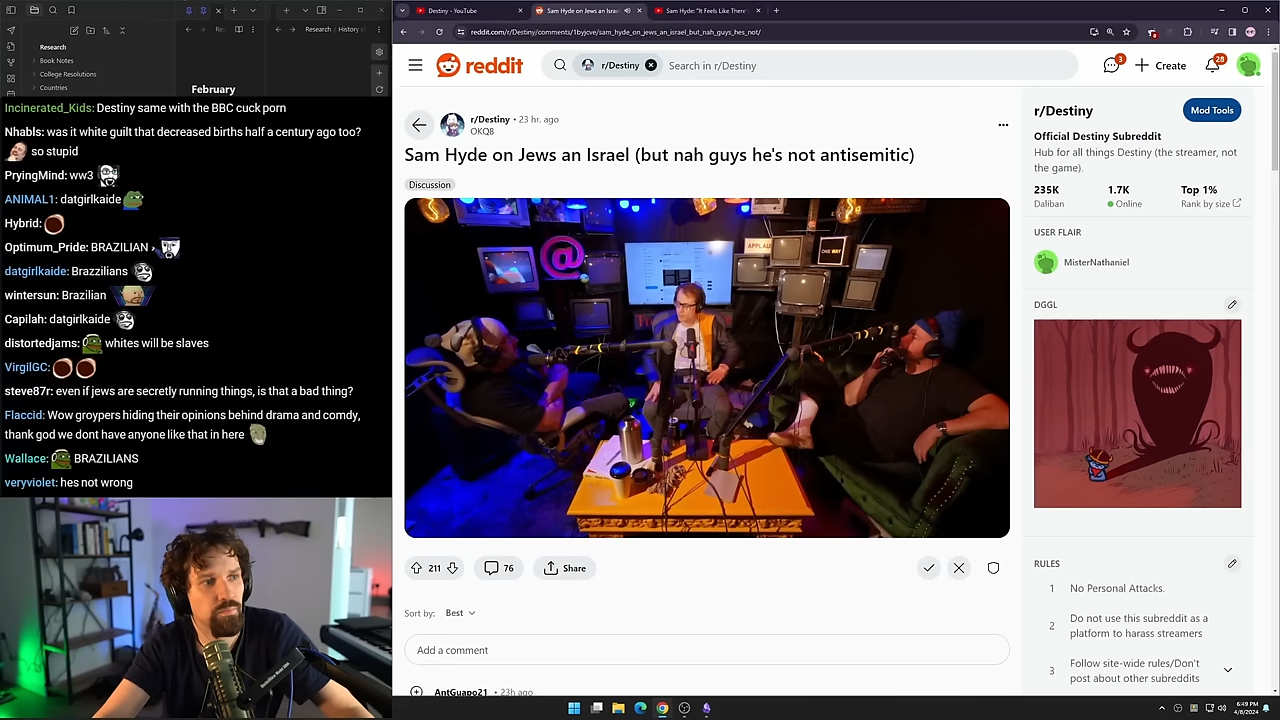 Destiny - YouTube
Sam Hyde on Jews an Israe
Sam Hyde: "It Feels Like There'
reddit.com/r/Destiny/comments/1byjcve/sam_hyde_on_jews_an_israel_but_nah_guys_hes_not/
Research / History
Research
Book Notes
College Resolutions
Countries
February
Incinerated_Kids: Destiny same with the BBC cuck porn
Nhabls: was it white guilt that decreased births half a century ago too?
so stupid
PryingMind: ww3
ANIMAL1: datgirlkaide
Hybrid:
Optimum_Pride: BRAZILIAN
datgirlkaide: Brazzilians
wintersun: Brazilian
Capilah: datgirlkaide
distortedjams: whites will be slaves
VirgilGC:
steve87r: even if jews are secretly running things, is that a bad thing?
Flaccid: Wow groypers hiding their opinions behind drama and comdy,
thank god we dont have anyone like that in here
Wallace: BRAZILIANS
veryviolet: hes not wrong
reddit
r/Destiny
Search in r/Destiny
3
Create
28
r/Destiny • 23 hr. ago
OKQB
Sam Hyde on Jews an Israel (but nah guys he's not antisemitic)
Discussion
@
ONE WAY
211
76
Share
Sort by: Best
Add a comment
AntGuapo21 • 23h ago
r/Destiny
Mod Tools
Official Destiny Subreddit
Hub for all things Destiny (the streamer, not
the game).
235K
1.7K
Top 1%
Daliban
Online
Rank by size
USER FLAIR
MisterNathaniel
DGGL
RULES
1 No Personal Attacks.
2 Do not use this subreddit as a
platform to harass streamers
3 Follow site-wide rules/Don't
post about other subreddits
6:49 PM
4/8/2024